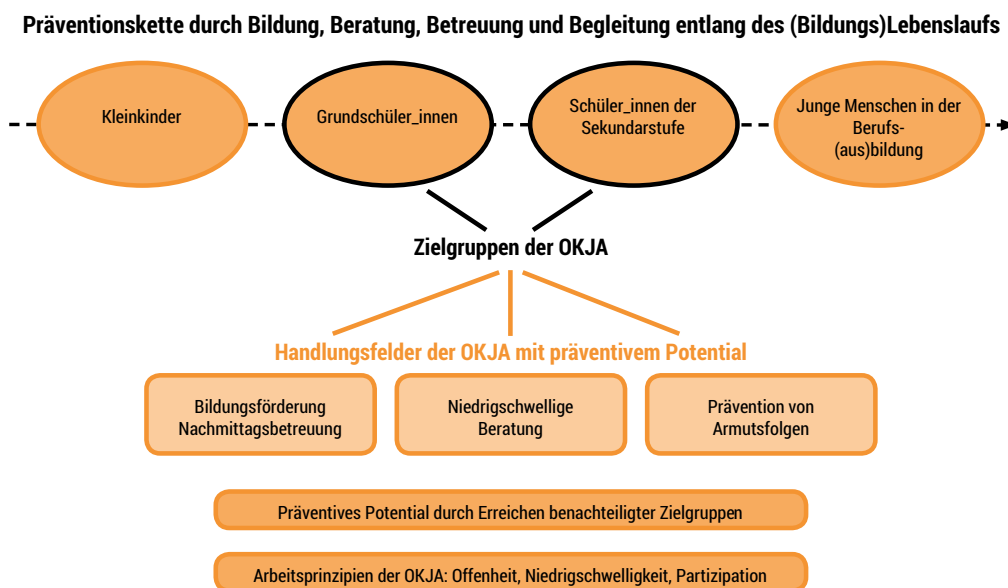 Präventionskette durch Bildung, Beratung, Betreuung und Begleitung entlang des (Bildungs)Lebenslaufs
Kleinkinder
Grundschüler_innen
Schüler_innen der
Sekundarstufe
Junge Menschen in der
Berufs-
(aus)bildung
Zielgruppen der OKJA
Handlungsfelder der OKJA mit präventivem Potential
Bildungsförderung
Nachmittagsbetreuung
Niedrigschwellige
Beratung
Prävention von
Armutsfolgen
Präventives Potential durch Erreichen benachteiligter Zielgruppen
Arbeitsprinzipien der OKJA: Offenheit, Niedrigschwelligkeit, Partizipation